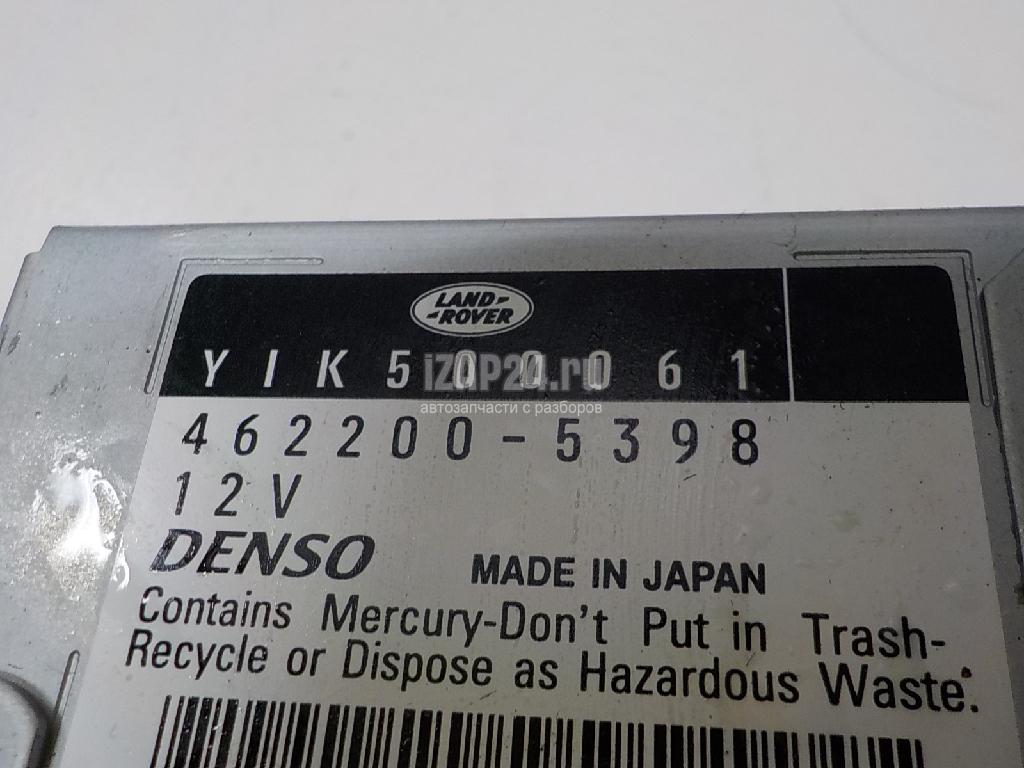 LAND-
-ROVER
YIK500061
iZAP24.ru
автозапчасти с разборов
462200-5398
12V
DENSO
MADE IN JAPAN
Contains Mercury-Don't Put in Trash-
Recycle or Dispose as Hazardous Waste.